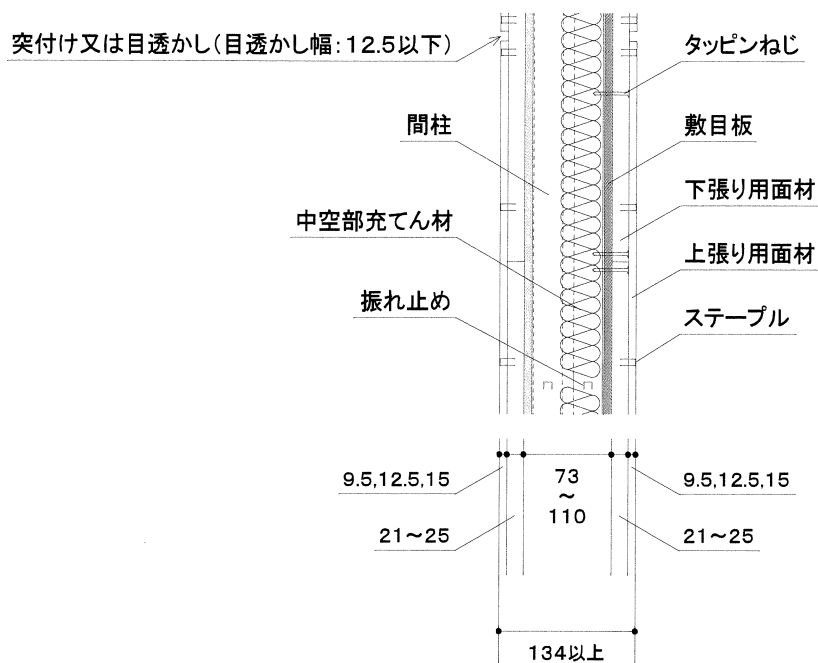 突付け又は目透かし(目透かし幅:12.5以下)
タッピンねじ
間柱
敷目板
下張り用面材
中空部充てん材
上張り用面材
振れ止め
ステープル
9.5,12.5,15
73
～
110
9.5,12.5,15
21～25
21～25
134以上